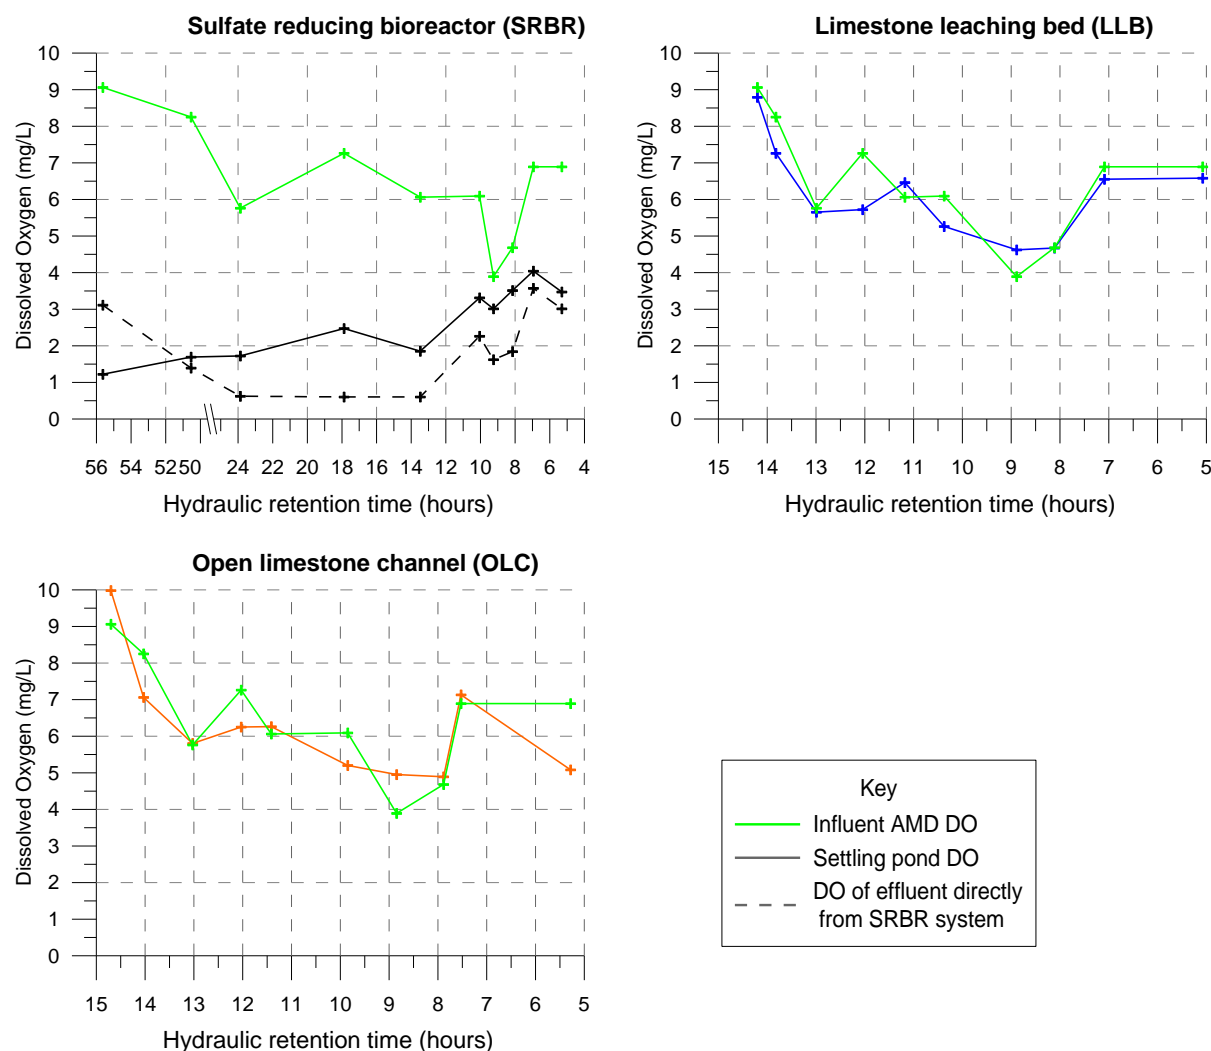 Sulfate reducing bioreactor (SRBR)
10
9
8
7
6
5
4
3
2
1
0
Dissolved Oxygen (mg/L)
56 54 52 50 24 22 20 18 16 14 12 10 8 6 4
Hydraulic retention time (hours)
Limestone leaching bed (LLB)
10
9
8
7
6
5
4
3
2
1
0
Dissolved Oxygen (mg/L)
15 14 13 12 11 10 9 8 7 6 5
Hydraulic retention time (hours)
Open limestone channel (OLC)
10
9
8
7
6
5
4
3
2
1
0
Dissolved Oxygen (mg/L)
15 14 13 12 11 10 9 8 7 6 5
Hydraulic retention time (hours)
Key
Influent AMD DO
Settling pond DO
DO of effluent directly
from SRBR system